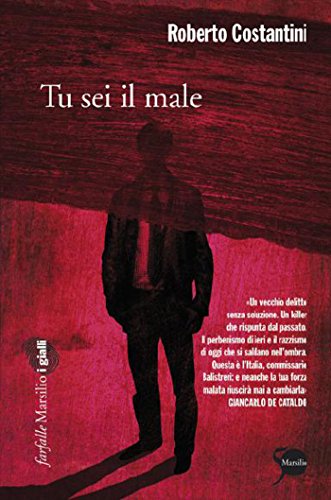 Roberto Costantini
Tu sei il male
«Un vecchio delitto
senza soluzione. Un killer
che rispunta dal passato.
Il perbenismo di ieri e il razzismo
di oggi che si saldano nell'ombra.
Questa è l'Italia, commissario
Balistreri: e neanche la tua forza
malata riuscirà mai a cambiarla»
GIANCARLO DE CATALDO
farfalle Marsilio i gialli
Marsilio